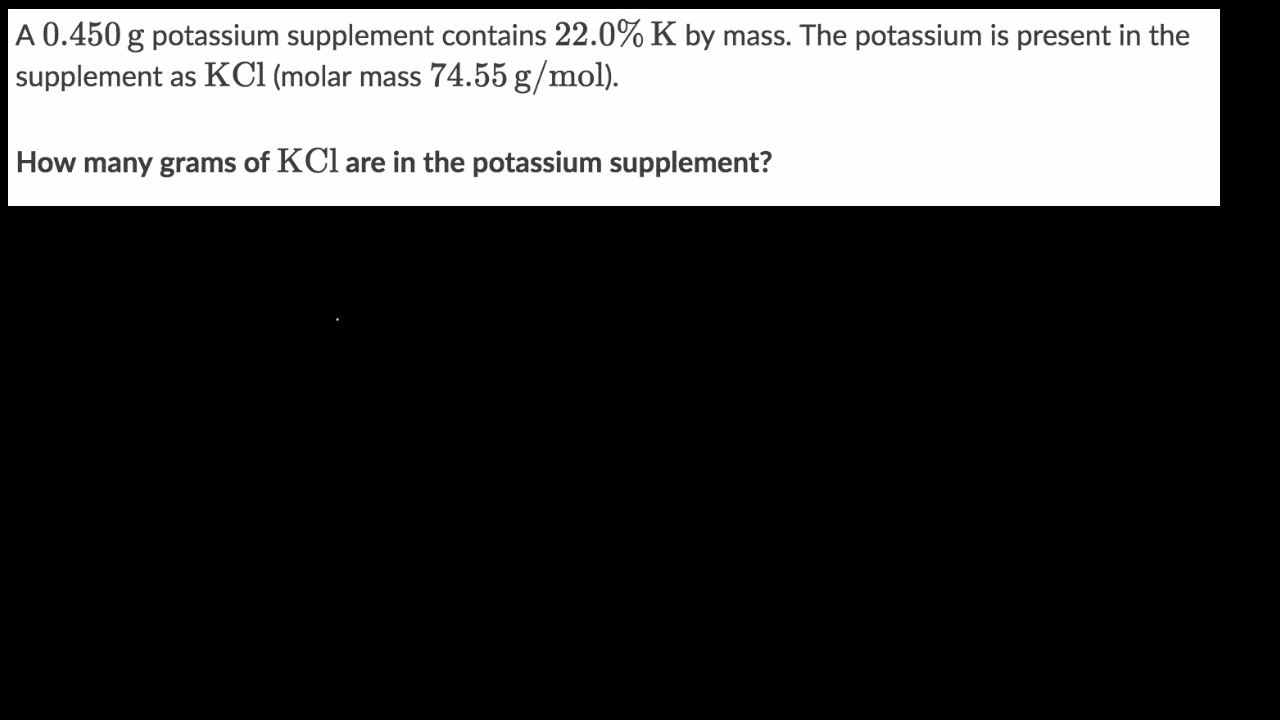 A 0.450 g potassium supplement contains 22.0% K by mass. The potassium is present in the
supplement as KCl (molar mass 74.55 g/mol).
How many grams of KCl are in the potassium supplement?